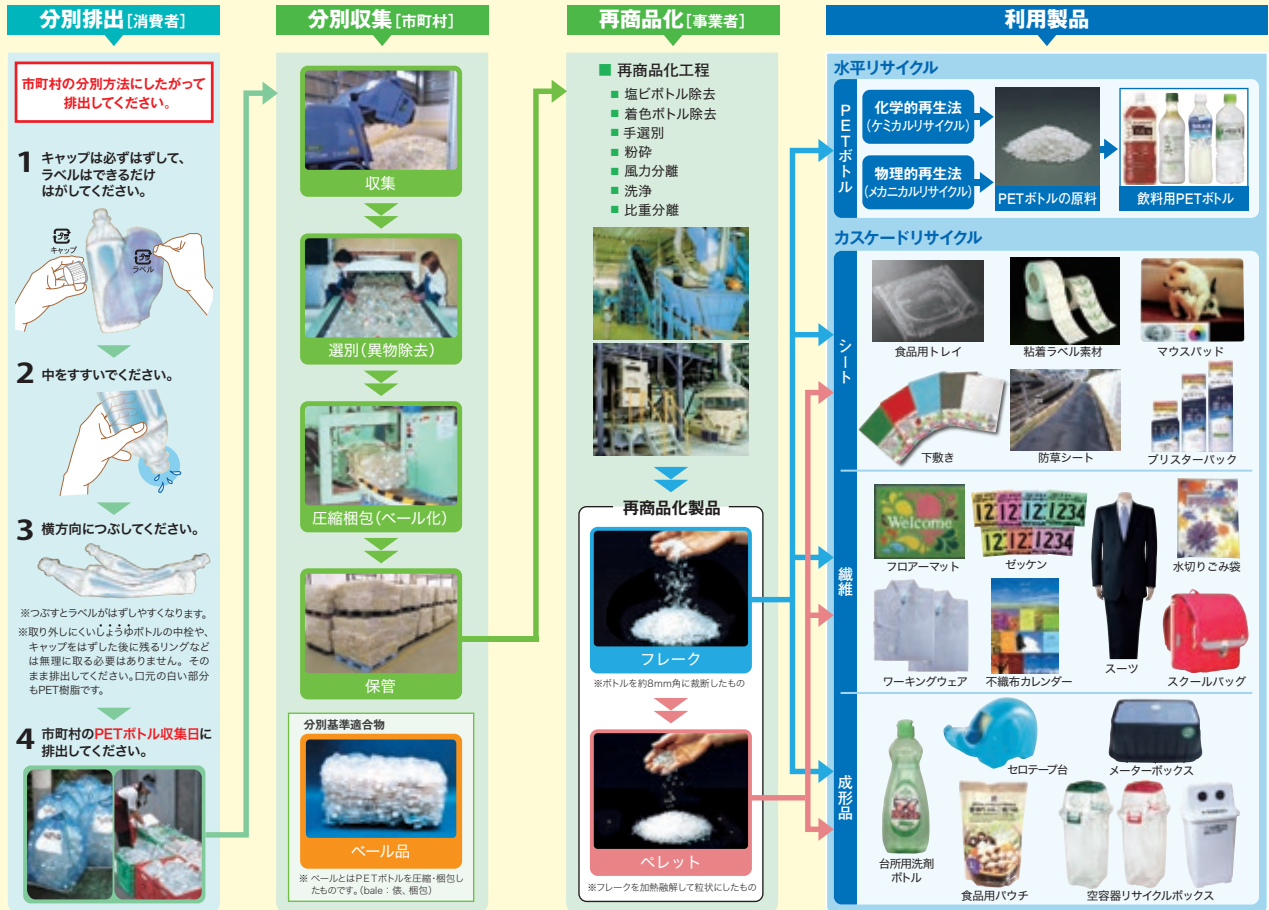 分別排出[消費者]
市町村の分別方法にしたがって
排出してください。
1 キャップは必ずはずして、
ラベルはできるだけ
はがしてください。
キャップ
ラベル
2 中をすすいでください。
3 横方向につぶしてください。
※つぶすとラベルがはずしやすくなります。
※取り外しにくいしょうゆボトルの中栓や、
キャップをはずした後に残るリングなど
は無理に取る必要はありません。その
まま排出してください。口元の白い部分
もPET樹脂です。
4 市町村のPETボトル収集日に
排出してください。
分別収集[市町村]
収集
選別(異物除去)
圧縮梱包(ベール化)
保管
分別基準適合物
ベール品
※ ベールとはPETボトルを圧縮・梱包し
たものです。(bale:俵、梱包)
再商品化[事業者]
■ 再商品化工程
■ 塩ビボトル除去
■ 着色ボトル除去
■ 手選別
■ 粉砕
■ 風力分離
■ 洗浄
■ 比重分離
再商品化製品
フレーク
※ボトルを約8mm角に裁断したもの
ペレット
※フレークを加熱融解して粒状にしたもの
利用製品
水平リサイクル
PETボトル
化学的再生法
(ケミカルリサイクル)
物理的再生法
(メカニカルリサイクル)
PETボトルの原料
飲料用PETボトル
カスケードリサイクル
シート
食品用トレイ
粘着ラベル素材
マウスパッド
下敷き
防草シート
ブリスターパック
繊維
Welcome
フロアーマット
ゼッケン
スーツ
水切りごみ袋
ワーキングウェア
不織布カレンダー
スクールバッグ
成形品
台所用洗剤
ボトル
セロテープ台
メーターボックス
食品用パウチ
空容器リサイクルボックス